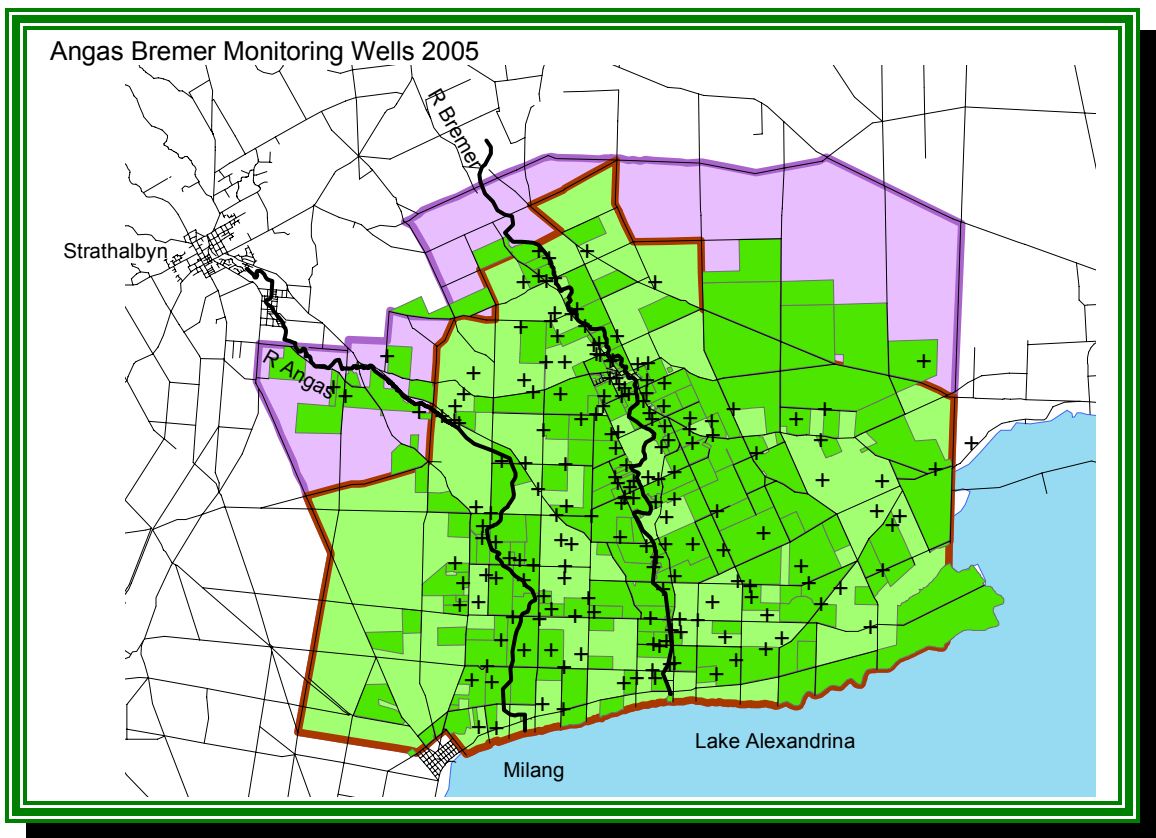 Angas Bremer Monitoring Wells 2005
R Bremer
Strathalbyn
R Angas
Lake Alexandrina
Milang